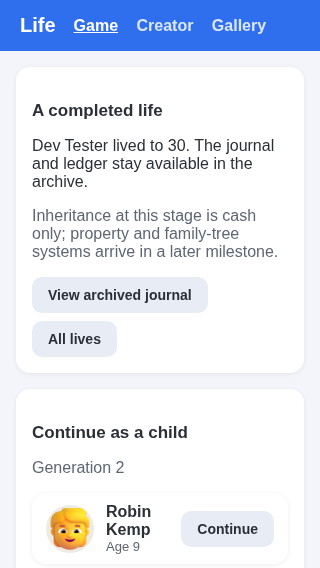 Life Game Creator Gallery
A completed life
Dev Tester lived to 30. The journal
and ledger stay available in the
archive.
Inheritance at this stage is cash
only; property and family-tree
systems arrive in a later milestone.
View archived journal
All lives
Continue as a child
Generation 2
Robin
Kemp
Age 9
Continue